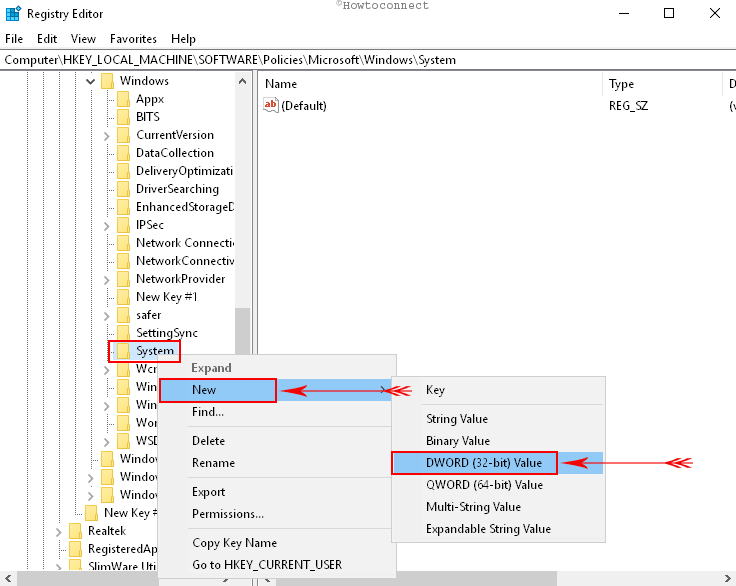 ©Howtoconnect
Registry Editor
File Edit View Favorites Help
Computer\HKEY_LOCAL_MACHINE\SOFTWARE\Policies\Microsoft\Windows\System
Windows
Appx
BITS
CurrentVersion
DataCollection
DeliveryOptimizati
DriverSearching
EnhancedStorageD
IPSec
Network Connecti
NetworkConnectiv
NetworkProvider
New Key #1
safer
SettingSync
System
Wcr
Win
Win
Wor
WSD
Window
Window
Window
New Key #
Realtek
RegisteredAp
SlimWare Uti
Name Type D
ab (Default) REG_SZ (v
Expand
New
Find...
Delete
Rename
Export
Permissions...
Copy Key Name
Go to HKEY_CURRENT_USER
Key
String Value
Binary Value
DWORD (32-bit) Value
QWORD (64-bit) Value
Multi-String Value
Expandable String Value